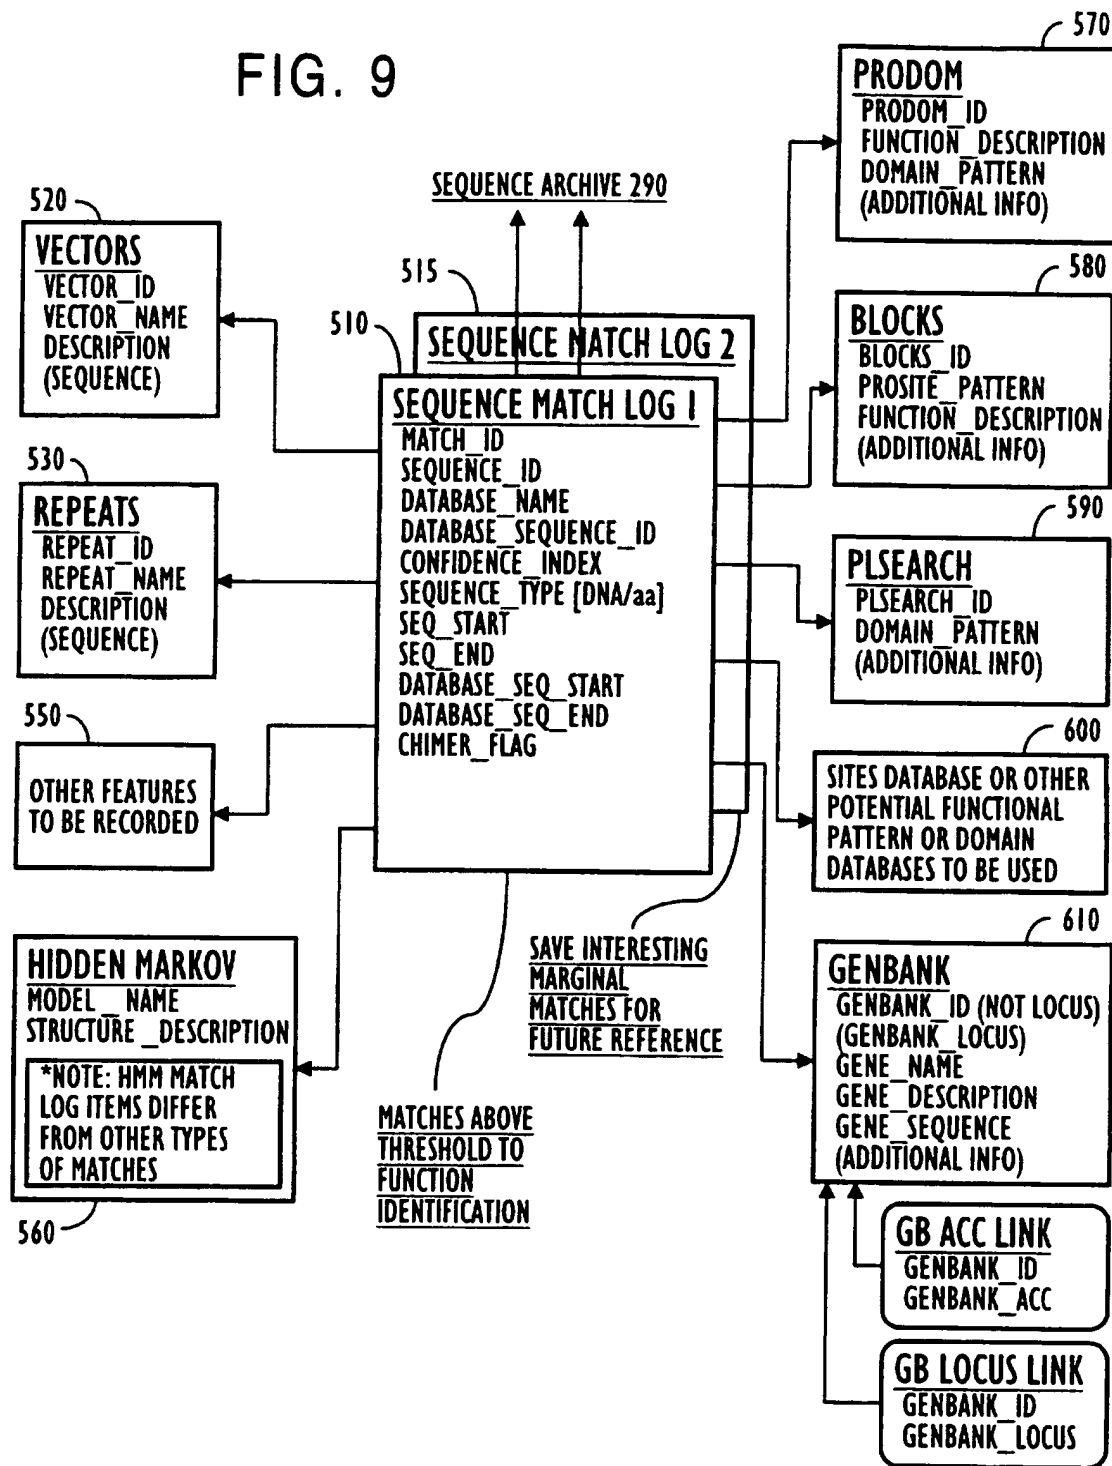 FIG. 9
SEQUENCE ARCHIVE 290
520
VECTORS
VECTOR_ID
VECTOR_NAME
DESCRIPTION
(SEQUENCE)
530
REPEATS
REPEAT_ID
REPEAT_NAME
DESCRIPTION
(SEQUENCE)
550
OTHER FEATURES
TO BE RECORDED
HIDDEN MARKOV
MODEL_NAME
STRUCTURE_DESCRIPTION
*NOTE: HMM MATCH
LOG ITEMS DIFFER
FROM OTHER TYPES
OF MATCHES
560
515
SEQUENCE MATCH LOG 2
510
SEQUENCE MATCH LOG 1
MATCH_ID
SEQUENCE_ID
DATABASE_NAME
DATABASE_SEQUENCE_ID
CONFIDENCE_INDEX
SEQUENCE_TYPE [DNA/aa]
SEQ_START
SEQ_END
DATABASE_SEQ_START
DATABASE_SEQ_END
CHIMER_FLAG
MATCHES ABOVE
THRESHOLD TO
FUNCTION
IDENTIFICATION
SAVE INTERESTING
MARGINAL
MATCHES FOR
FUTURE REFERENCE
570
PRODOM
PRODOM_ID
FUNCTION_DESCRIPTION
DOMAIN_PATTERN
(ADDITIONAL INFO)
580
BLOCKS
BLOCKS_ID
PROSITE_PATTERN
FUNCTION_DESCRIPTION
(ADDITIONAL INFO)
590
PLSEARCH
PLSEARCH_ID
DOMAIN_PATTERN
(ADDITIONAL INFO)
600
SITES DATABASE OR OTHER
POTENTIAL FUNCTIONAL
PATTERN OR DOMAIN
DATABASES TO BE USED
610
GENBANK
GENBANK_ID (NOT LOCUS)
(GENBANK_LOCUS)
GENE_NAME
GENE_DESCRIPTION
GENE_SEQUENCE
(ADDITIONAL INFO)
GB ACC LINK
GENBANK_ID
GENBANK_ACC
GB LOCUS LINK
GENBANK_ID
GENBANK_LOCUS